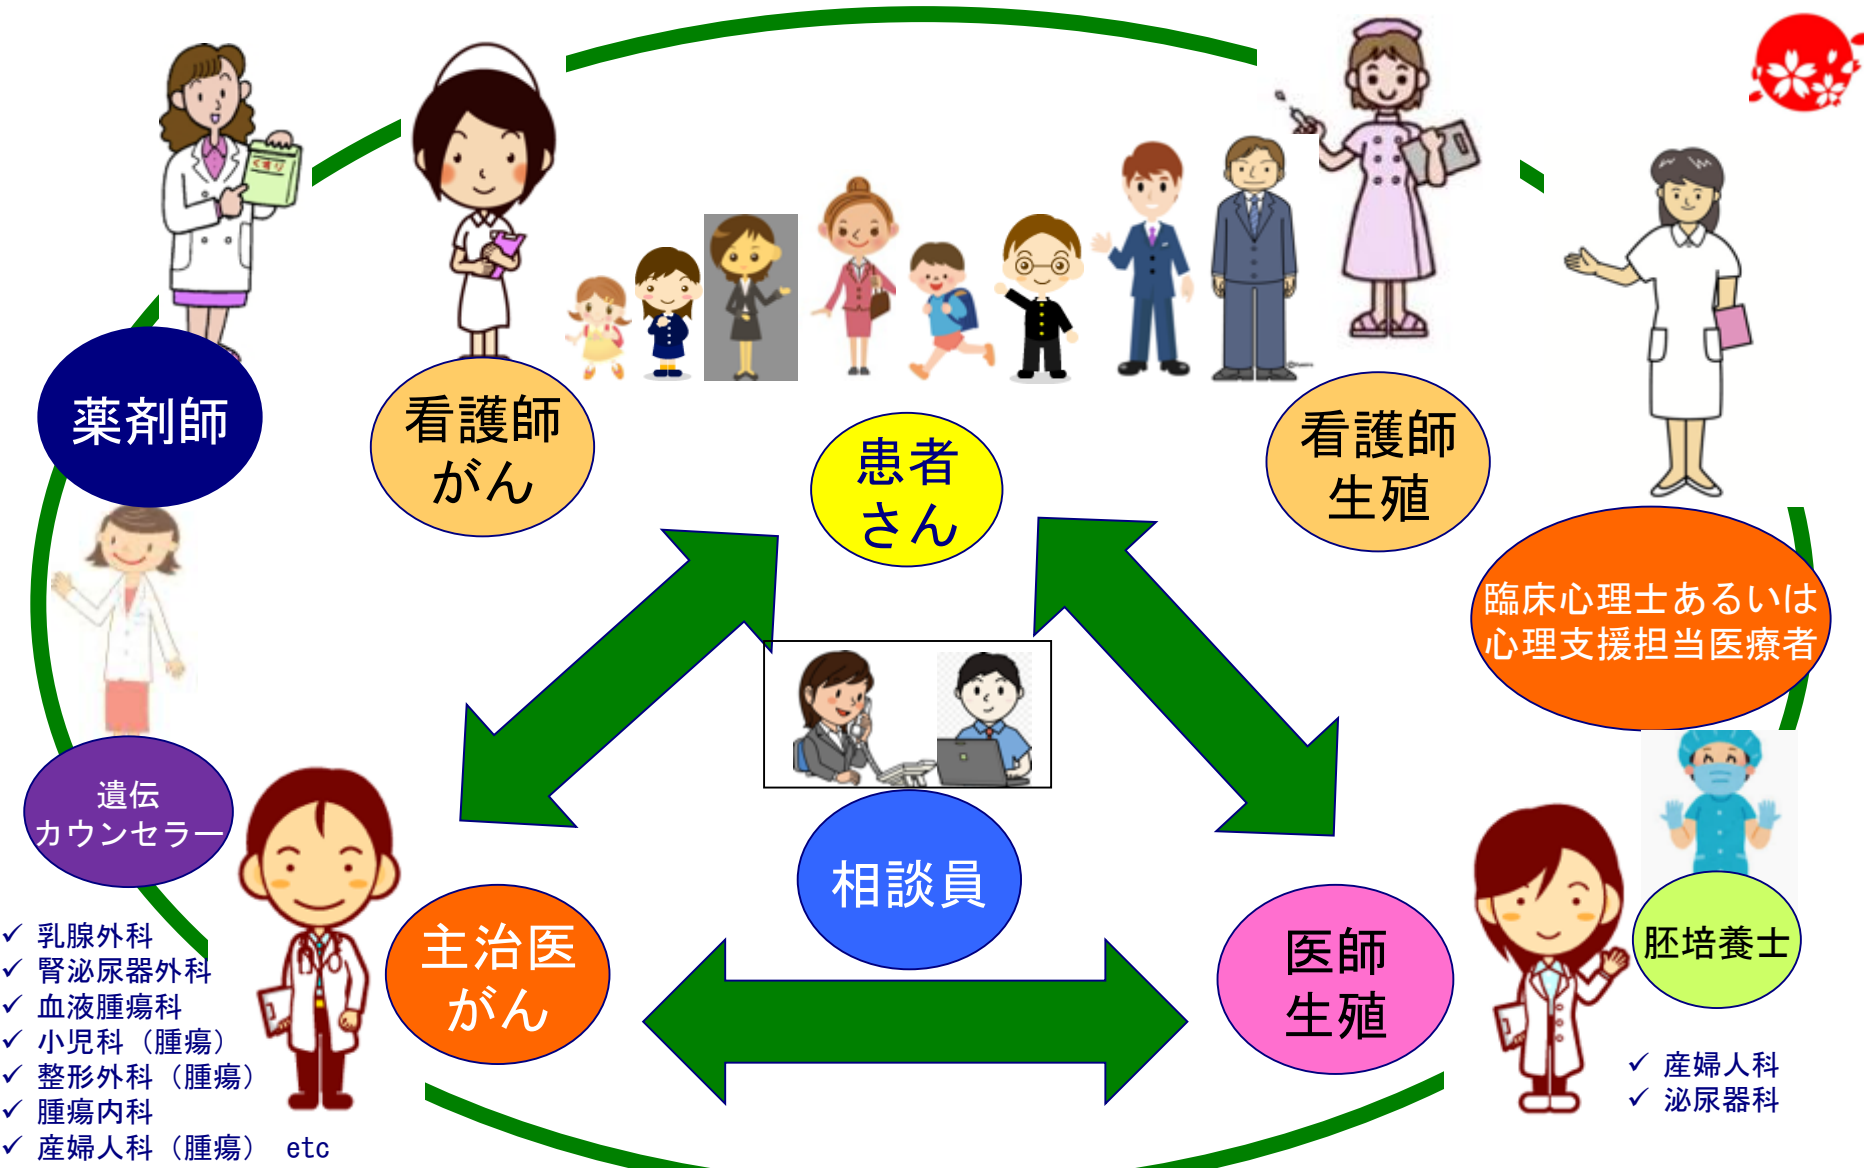 くすり
薬剤師
看護師
がん
患者
さん
看護師
生殖
臨床心理士あるいは
心理支援担当医療者
遺伝
カウンセラー
相談員
主治医
がん
医師
生殖
胚培養士
✓ 乳腺外科
✓ 腎泌尿器外科
✓ 血液腫瘍科
✓ 小児科（腫瘍）
✓ 整形外科（腫瘍）
✓ 腫瘍内科
✓ 産婦人科（腫瘍） etc
✓ 産婦人科
✓ 泌尿器科